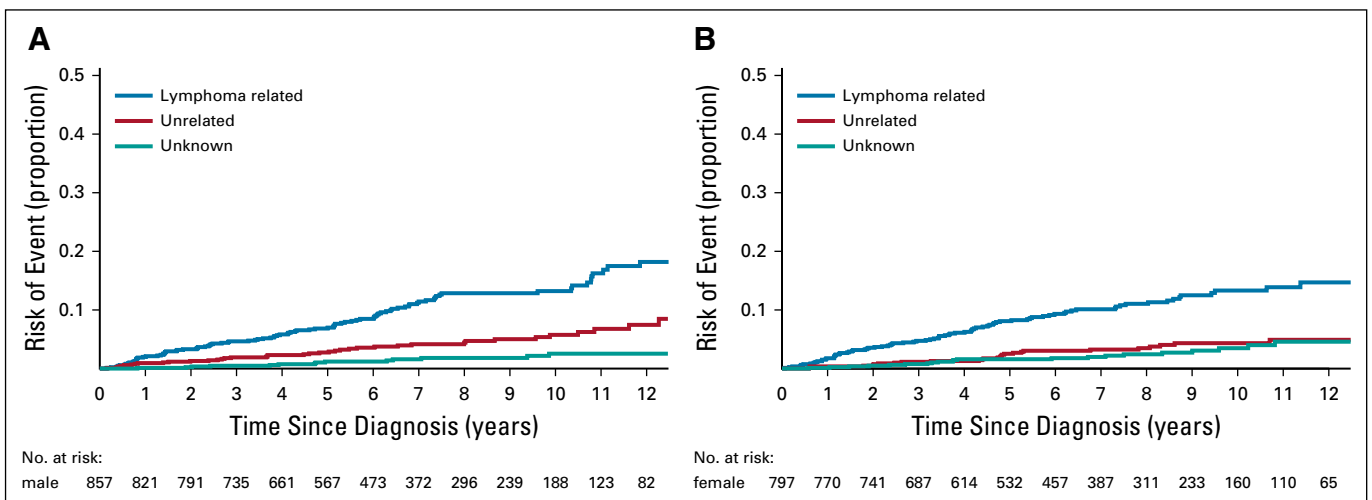 A
0.5
0.4
0.3
0.2
0.1
Risk of Event (proportion)
Lymphoma related
Unrelated
Unknown
0 1 2 3 4 5 6 7 8 9 10 11 12
Time Since Diagnosis (years)
No. at risk:
male 857 821 791 735 661 567 473 372 296 239 188 123 82
B
0.5
0.4
0.3
0.2
0.1
Risk of Event (proportion)
Lymphoma related
Unrelated
Unknown
0 1 2 3 4 5 6 7 8 9 10 11 12
Time Since Diagnosis (years)
No. at risk:
female 797 770 741 687 614 532 457 387 311 233 160 110 65